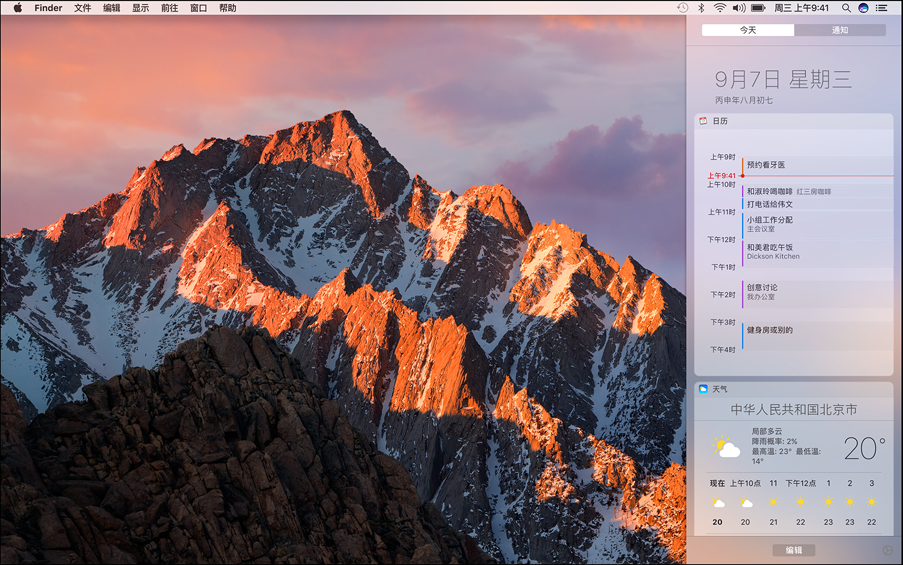 Finder 文件 编辑 显示 前往 窗口 帮助 周三 上午9:41
今天 通知
9月7日 星期三
丙申年八月初七
日历
上午9时
预约看牙医
上午9:41
上午10时
和淑玲喝咖啡 红三房咖啡
打电话给伟文
上午11时
小组工作分配
主会议室
下午12时
和美君吃午饭
Dickson Kitchen
下午1时
创意讨论
下午2时
我办公室
下午3时
健身房或别的
下午4时
天气
中华人民共和国北京市
局部多云
降雨概率: 2%
最高温: 23° 最低温:
14°
20°
现在 上午10点 11 下午12点 1 2 3
20 20 21 22 23 23 22
编辑